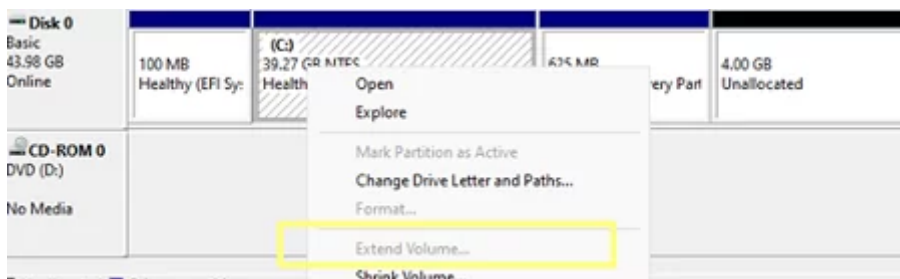 Disk 0
Basic
43.98 GB
Online
100 MB
Healthy (EFI Sy:
(C:)
39.27 GB NTFS
Health
625 MB
ery Part
4.00 GB
Unallocated
Open
Explore
Mark Partition as Active
Change Drive Letter and Paths...
Format...
Extend Volume...
Shrink Volume...
CD-ROM 0
DVD (D:)
No Media